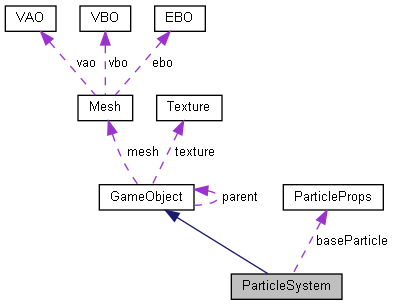 VAO VBO EBO
vao vbo ebo
Mesh Texture
mesh texture
GameObject parent ParticleProps
baseParticle
ParticleSystem